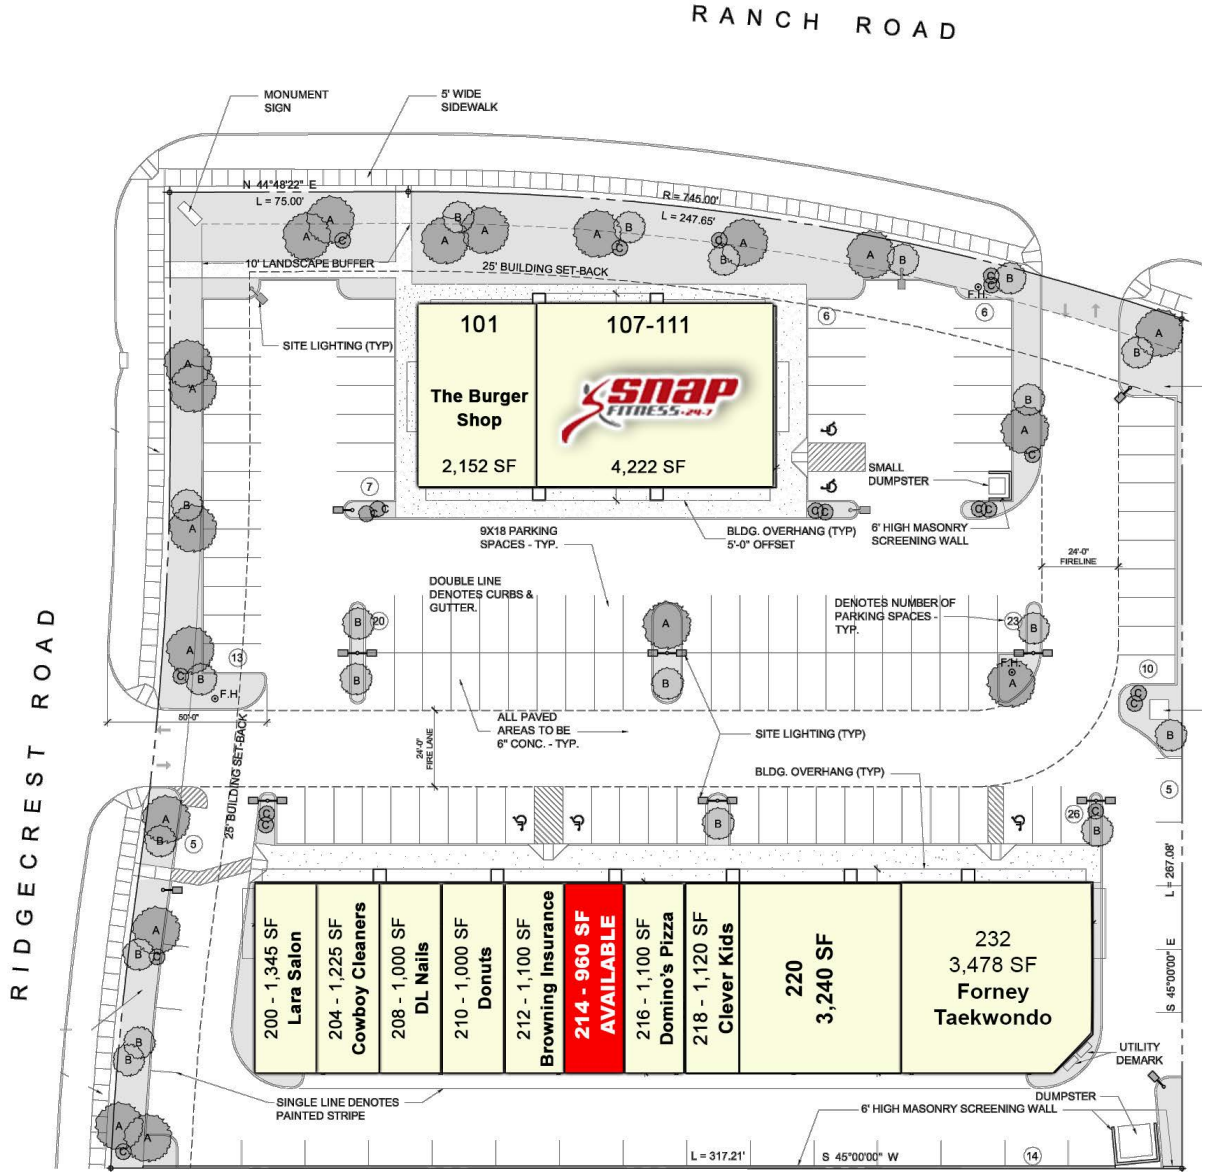 RANCH ROAD
MONUMENT
SIGN
5' WIDE
SIDEWALK
N 44°48'22" E
L = 75.00'
R = 745.00'
L = 247.65'
A
A
C
B
A
A
A
B
C
C
A
B
A
B
C
C
B
F.H.
10' LANDSCAPE BUFFER
25' BUILDING SET-BACK
SITE LIGHTING (TYP)
6
6
A
B
101
The Burger
Shop
2,152 SF
107-111
SNAP
FITNESS•24-7
4,222 SF
A
A
B
A
C
B
A
SMALL
DUMPSTER
7
C
C
C
C
C
C
9X18 PARKING
SPACES - TYP.
BLDG. OVERHANG (TYP)
5'-0" OFFSET
6' HIGH MASONRY
SCREENING WALL
24'-0"
FIRELINE
DOUBLE LINE
DENOTES CURBS &
GUTTER.
DENOTES NUMBER OF
PARKING SPACES -
TYP.
B
20
A
23
B
A
C
B
13
F.H.
B
B
F.H.
A
10
C
C
B
50'-0"
25' BUILDING SET-BACK
24'-0"
FIRE LANE
ALL PAVED
AREAS TO BE
6" CONC. - TYP.
SITE LIGHTING (TYP)
BLDG. OVERHANG (TYP)
RIDGECREST ROAD
5
A
B
5
C
C
B
26
C
B
L = 267.08'
S 45°00'00" E
A
B
C
B
B
A
A
C
200 - 1,345 SF
Lara Salon
204 - 1,225 SF
Cowboy Cleaners
208 - 1,000 SF
DL Nails
210 - 1,000 SF
Donuts
212 - 1,100 SF
Browning Insurance
214 - 960 SF
AVAILABLE
216 - 1,100 SF
Domino's Pizza
218 - 1,120 SF
Clever Kids
220
3,240 SF
232
3,478 SF
Forney
Taekwondo
UTILITY
DEMARK
SINGLE LINE DENOTES
PAINTED STRIPE
DUMPSTER
6' HIGH MASONRY SCREENING WALL
L = 317.21'
S 45°00'00" W
14